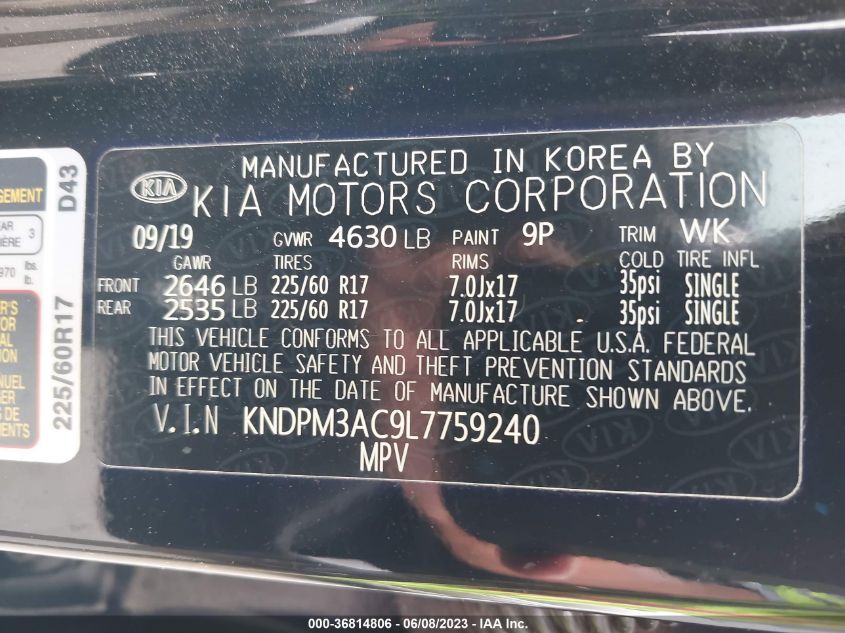 MANUFACTURED IN KOREA BY
KIA KIA MOTORS CORPORATION
09/19 GVWR 4630 LB PAINT 9P TRIM WK
GAWR TIRES RIMS COLD TIRE INFL
FRONT 2646 LB 225/60 R17 7.0Jx17 35psi SINGLE
REAR 2535 LB 225/60 R17 7.0Jx17 35psi SINGLE
THIS VEHICLE CONFORMS TO ALL APPLICABLE U.S.A. FEDERAL
MOTOR VEHICLE SAFETY AND THEFT PREVENTION STANDARDS
IN EFFECT ON THE DATE OF MANUFACTURE SHOWN ABOVE.
V.I.N KNDPM3AC9L7759240
MPV
225/60R17 D43
3
970 lbs.
lb.
000-36814806 - 06/08/2023 - IAA Inc.